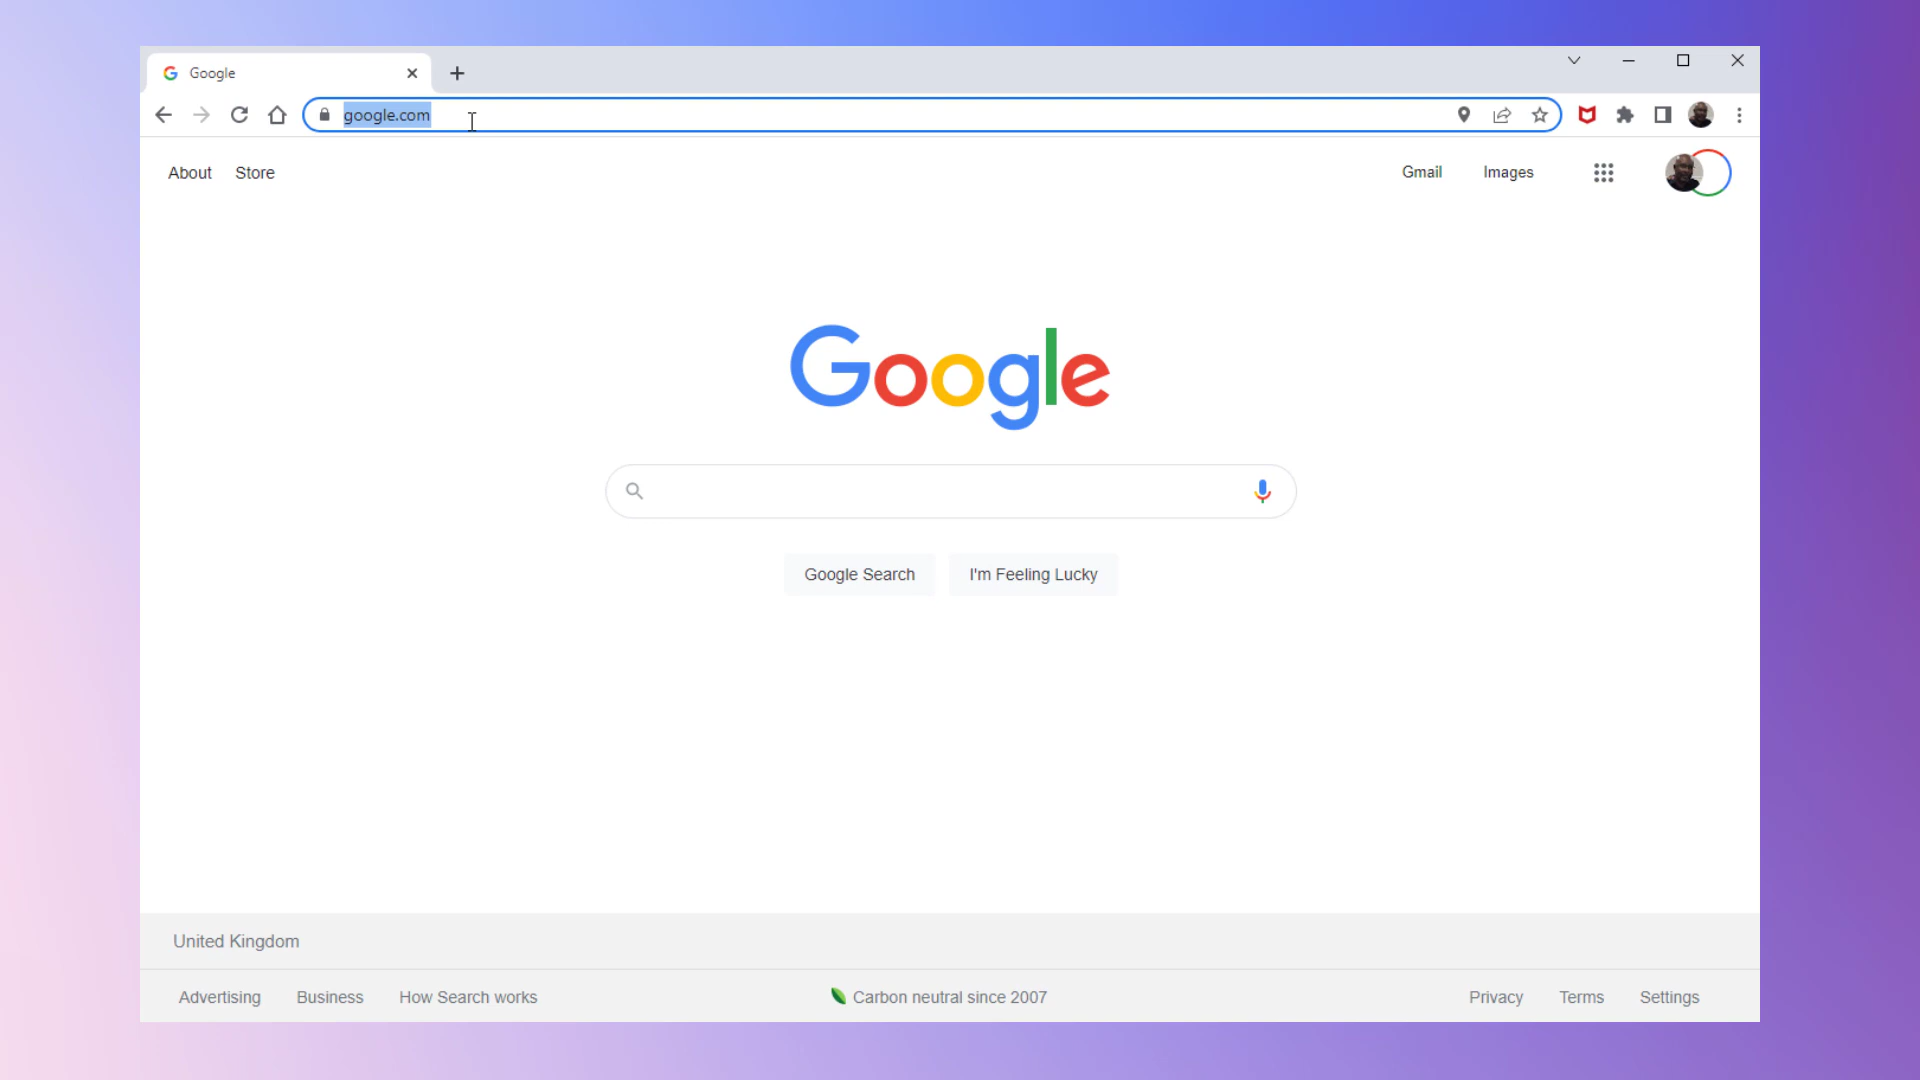 Google
google.com
About Store
Gmail Images
Google
Google Search I'm Feeling Lucky
United Kingdom
Advertising Business How Search works
Carbon neutral since 2007
Privacy Terms Settings